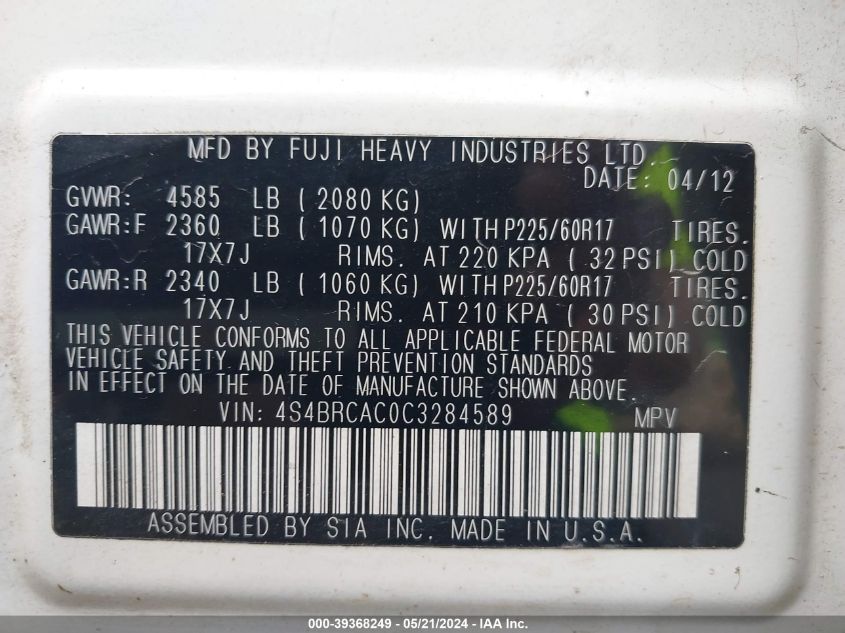 MFD BY FUJI HEAVY INDUSTRIES LTD.
DATE: 04/12
GVWR: 4585 LB ( 2080 KG)
GAWR:F 2360 LB ( 1070 KG) WITH P225/60R17 TIRES.
17X7J RIMS. AT 220 KPA ( 32 PSI) COLD
GAWR:R 2340 LB ( 1060 KG) WITH P225/60R17 TIRES.
17X7J RIMS. AT 210 KPA ( 30 PSI) COLD
THIS VEHICLE CONFORMS TO ALL APPLICABLE FEDERAL MOTOR
VEHICLE SAFETY AND THEFT PREVENTION STANDARDS
IN EFFECT ON THE DATE OF MANUFACTURE SHOWN ABOVE.
VIN: 4S4BRCAC0C3284589 MPV
ASSEMBLED BY SIA INC. MADE IN U.S.A.
000-39368249 - 05/21/2024 - IAA Inc.